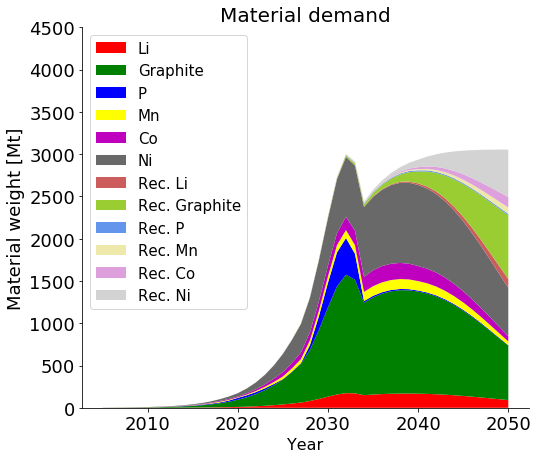 Material demand
Material weight [Mt]
4500
4000
3500
3000
2500
2000
1500
1000
500
0
Li
Graphite
P
Mn
Co
Ni
Rec. Li
Rec. Graphite
Rec. P
Rec. Mn
Rec. Co
Rec. Ni
2010 2020 2030 2040 2050
Year